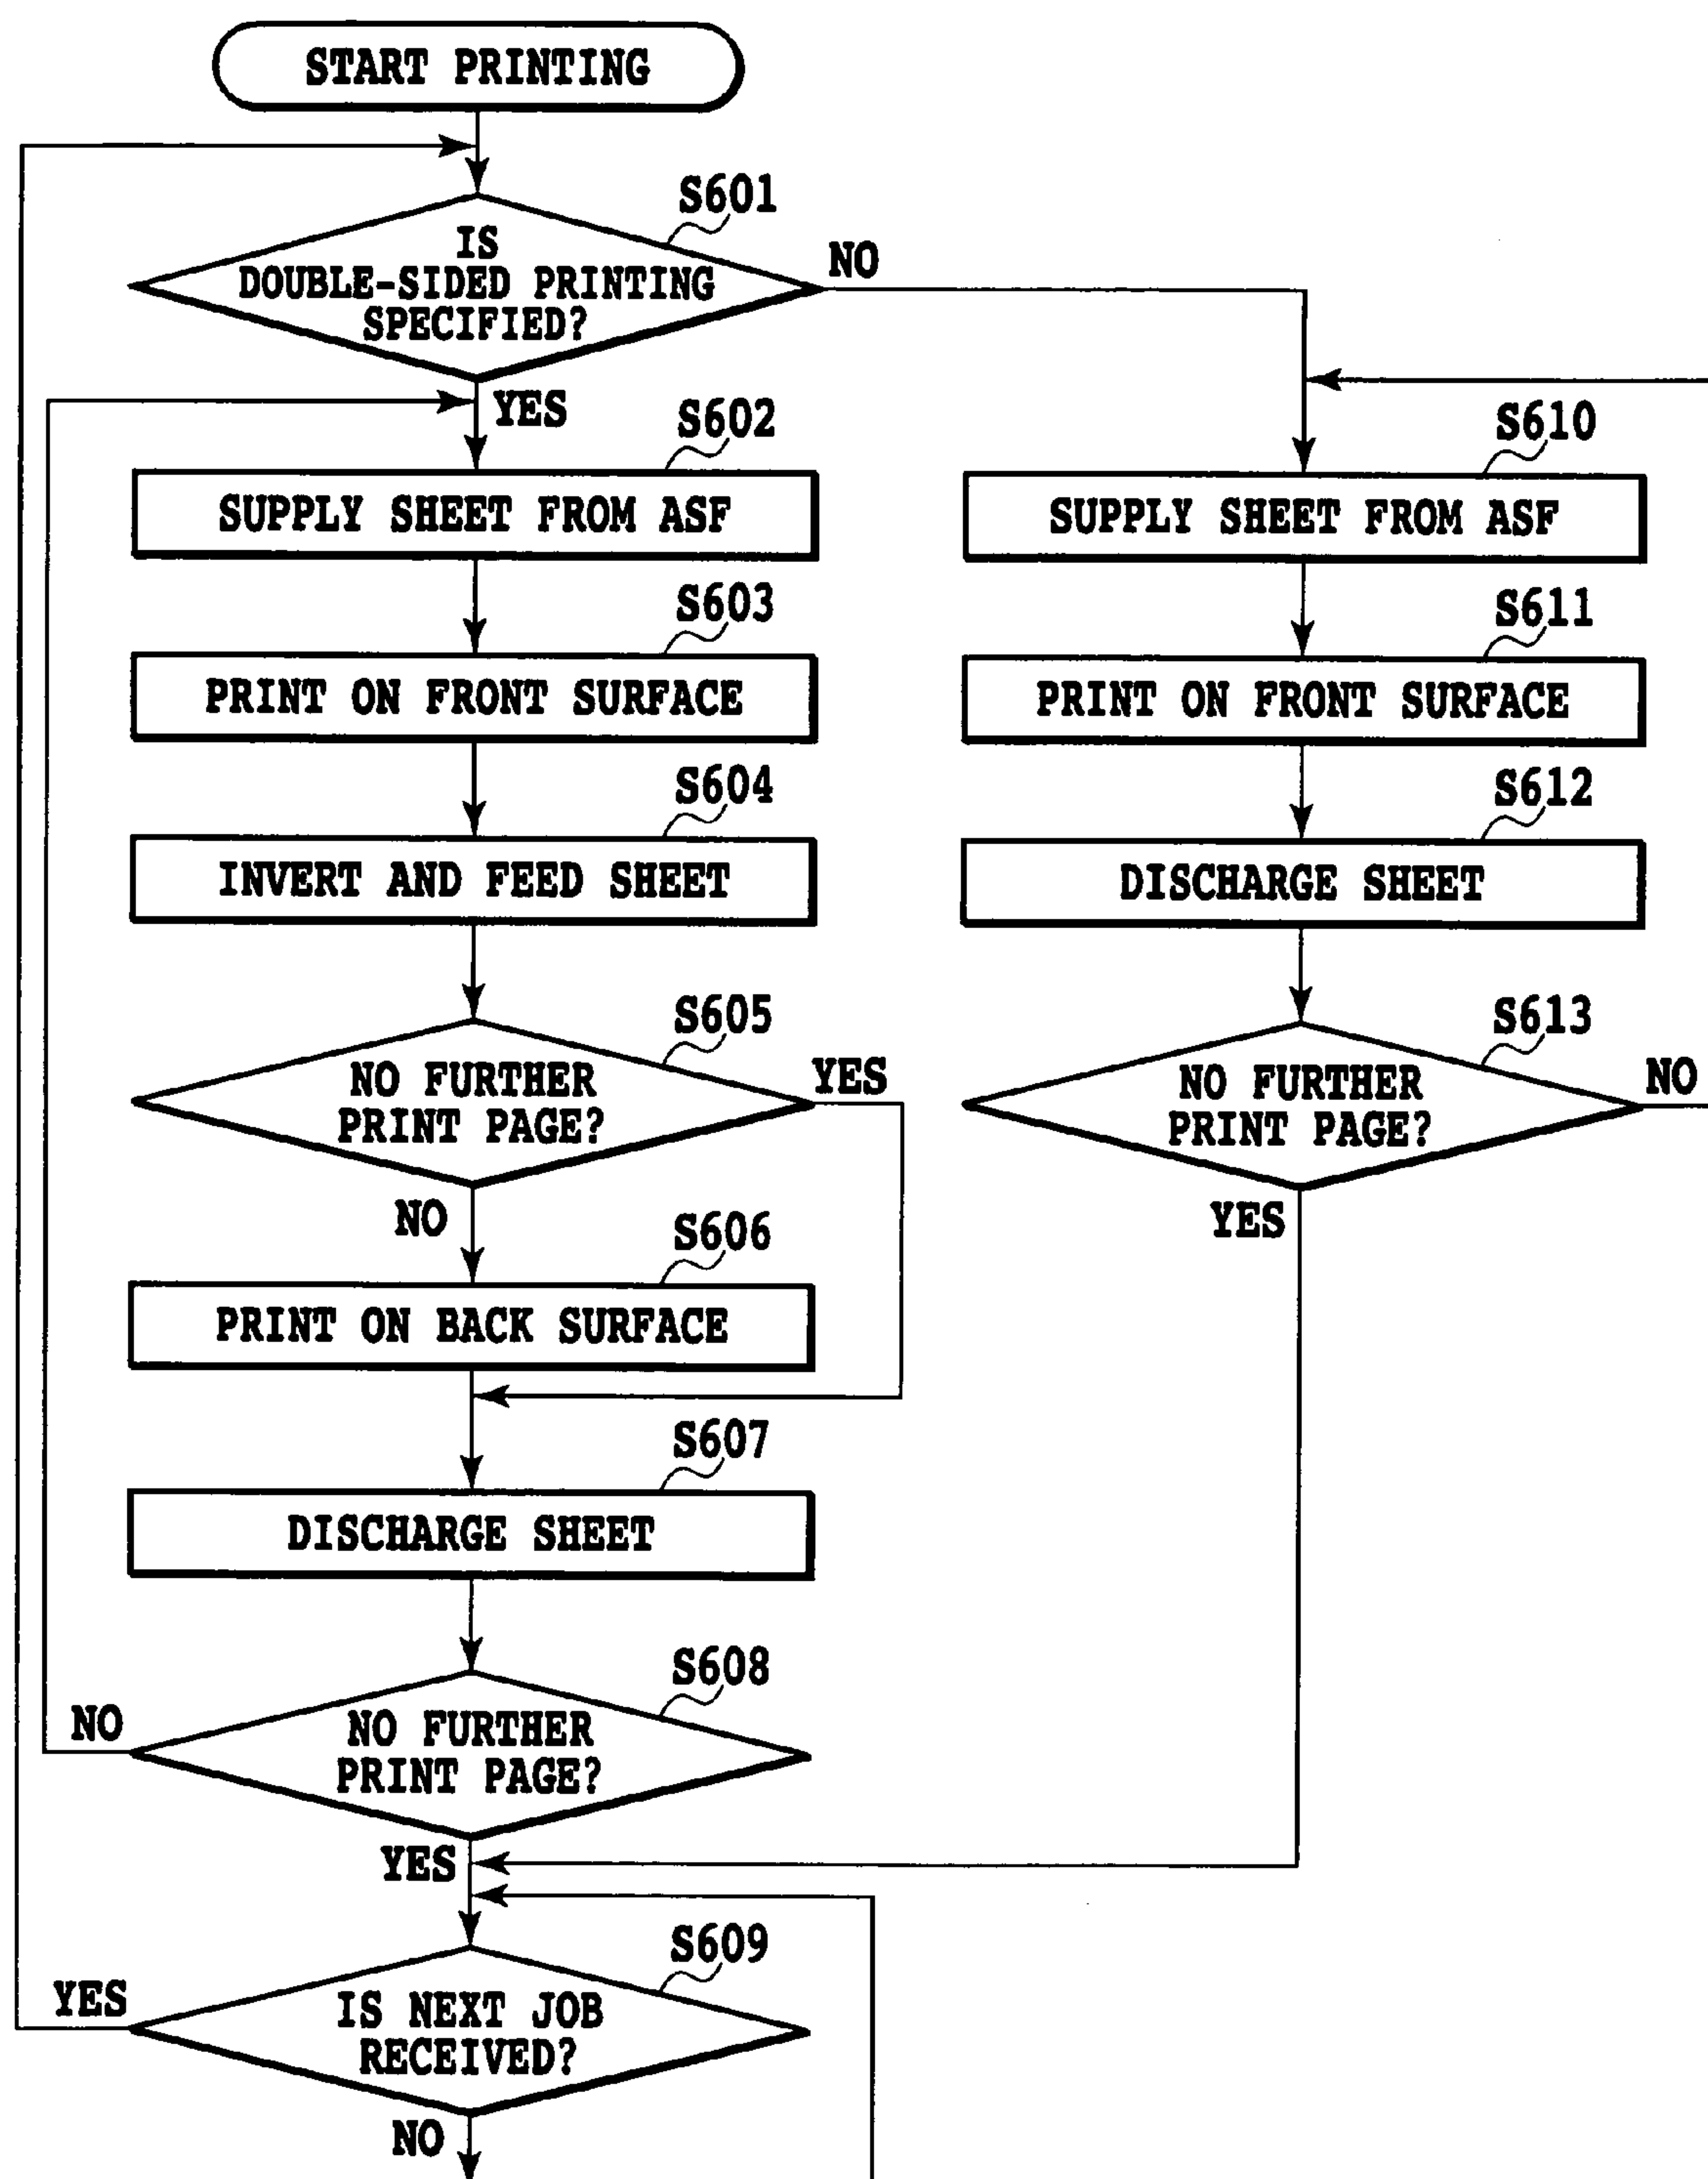 START PRINTING
S601
IS
DOUBLE-SIDED PRINTING
SPECIFIED?
NO
YES
S602
SUPPLY SHEET FROM ASF
S603
PRINT ON FRONT SURFACE
S604
INVERT AND FEED SHEET
S605
NO FURTHER
PRINT PAGE?
YES
NO
S606
PRINT ON BACK SURFACE
S607
DISCHARGE SHEET
S608
NO FURTHER
PRINT PAGE?
NO
YES
S609
IS NEXT JOB
RECEIVED?
YES
NO
S610
SUPPLY SHEET FROM ASF
S611
PRINT ON FRONT SURFACE
S612
DISCHARGE SHEET
S613
NO FURTHER
PRINT PAGE?
NO
YES